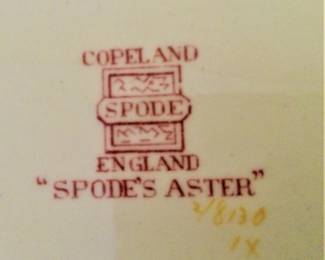 COPELAND
SPODE
ENGLAND
"SPODE'S ASTER"
2/8130
1X